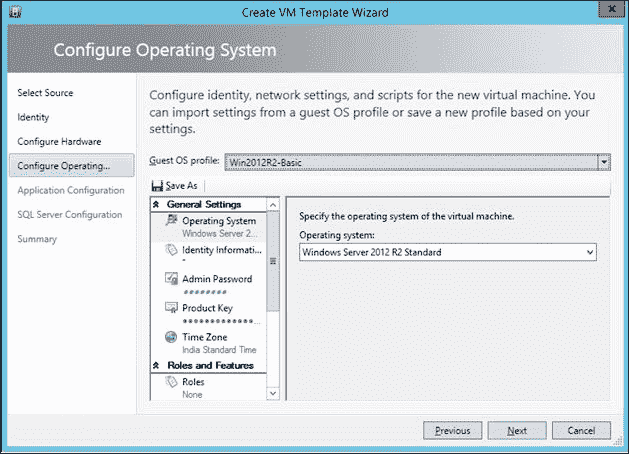 Create VM Template Wizard
x
Configure Operating System
Select Source
Identity
Configure Hardware
Configure Operating...
Application Configuration
SQL Server Configuration
Summary
Configure identity, network settings, and scripts for the new virtual machine. You
can import settings from a guest OS profile or save a new profile based on your
settings.
Guest OS profile: Win2012R2-Basic
Save As
General Settings
Operating System
Windows Server 2...
Identity Informati...
*
Admin Password
********
Product Key
*************...
Time Zone
India Standard Time
Roles and Features
Roles
None
Specify the operating system of the virtual machine.
Operating system:
Windows Server 2012 R2 Standard
Previous
Next
Cancel